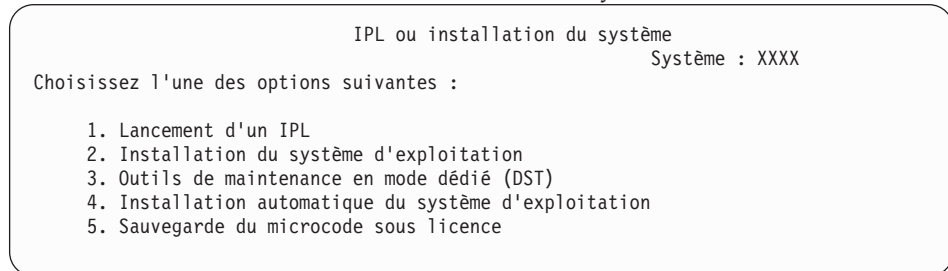 IPL ou installation du système
Système : XXXX
Choisissez l'une des options suivantes :
1. Lancement d'un IPL
2. Installation du système d'exploitation
3. Outils de maintenance en mode dédié (DST)
4. Installation automatique du système d'exploitation
5. Sauvegarde du microcode sous licence